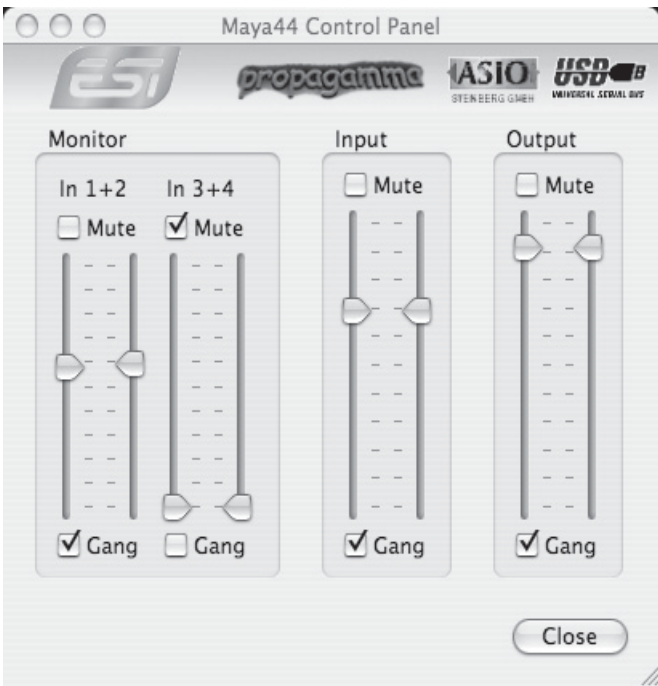 Maya44 Control Panel
ESI propagamma ASIO USB
STEINBERG GMBH UNIVERSAL SERIAL BUS
Monitor Input Output
In 1+2 In 3+4 Mute Mute
Mute Mute
Gang Gang Gang Gang
Close